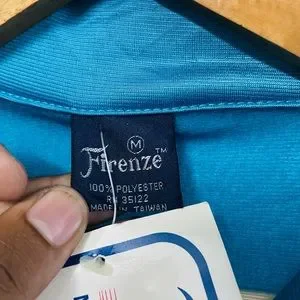 M
Firenze™
100% POLYESTER
RN 35122
MADE IN TAIWAN